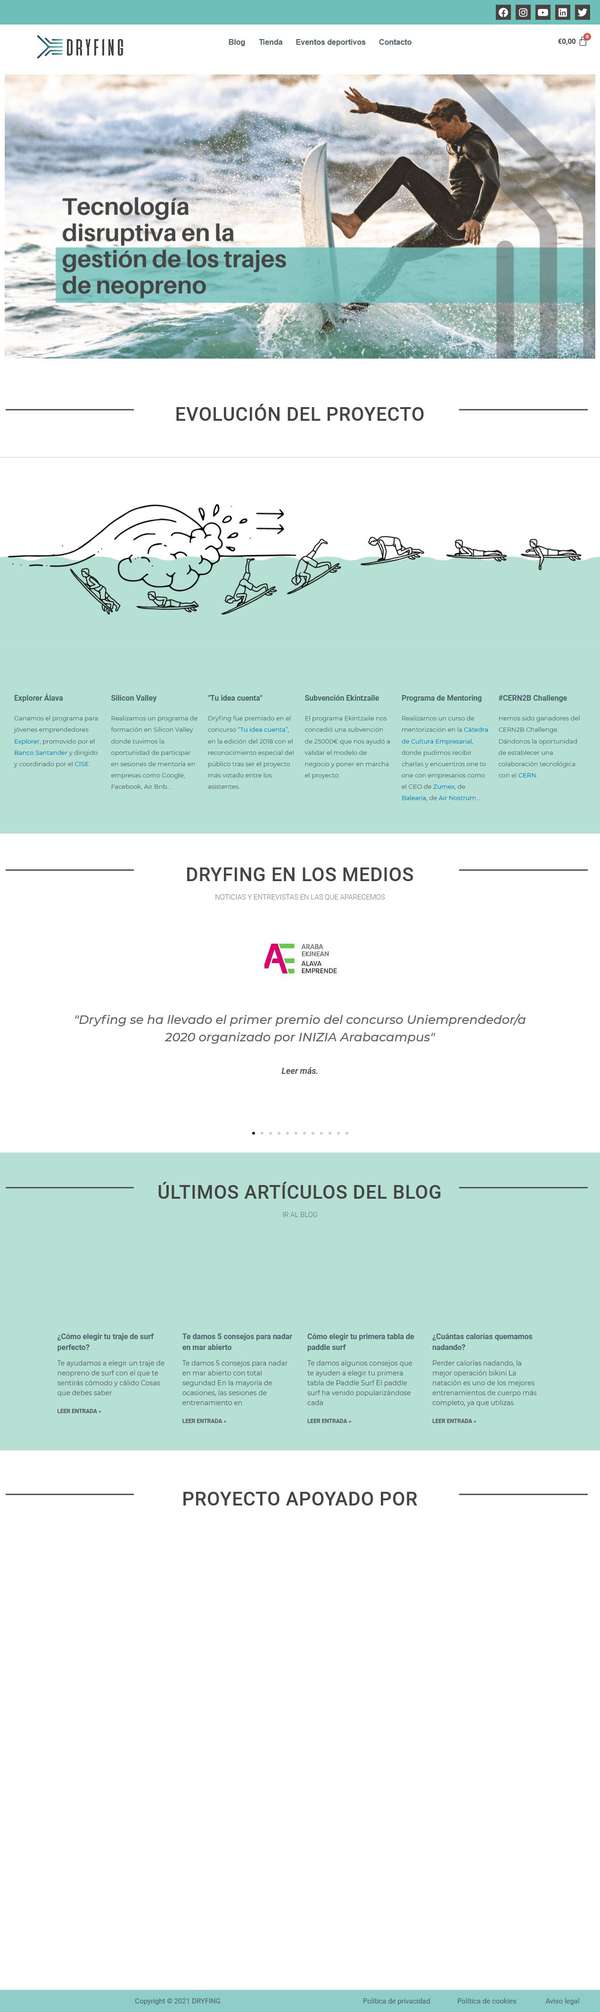 DRYFING
Blog
Tienda
Eventos deportivos
Contacto
€0,00
0
Tecnología
disruptiva en la
gestión de los trajes
de neopreno
EVOLUCIÓN DEL PROYECTO
Explorer Álava
Ganamos el programa para
jóvenes emprendedores
Explorer, promovido por el
Banco Santander y dirigido
y coordinado por el CISE.
Silicon Valley
Realizamos un programa de
formación en Silicon Valley
donde tuvimos la
oportunidad de participar
en sesiones de mentoría en
empresas como Google,
Facebook, Air Bnb...
"Tu idea cuenta"
Dryfing fue premiado en el
concurso "Tu idea cuenta",
en la edición del 2018 con el
reconocimiento especial del
público tras ser el proyecto
más votado entre los
asistentes.
Subvención Ekintzaile
El programa Ekintzaile nos
concedió una subvención
de 25000€ que nos ayudó a
validar el modelo de
negocio y poner en marcha
el proyecto.
Programa de Mentoring
Realizamos un curso de
mentorización en la Cátedra
de Cultura Empresarial,
donde pudimos recibir
charlas y encuentros one to
one con empresarios como
el CEO de Zumex, de
Balearia, de Air Nostrum...
#CERN2B Challenge
Hemos sido ganadores del
CERN2B Challenge.
Dándonos la oportunidad
de establecer una
colaboración tecnológica
con el CERN.
DRYFING EN LOS MEDIOS
NOTICIAS Y ENTREVISTAS EN LAS QUE APARECEMOS
AE
ARABA
EKINEAN
ALAVA
EMPRENDE
"Dryfing se ha llevado el primer premio del concurso Uniemprendedor/a
2020 organizado por INIZIA Arabacampus"
Leer más.
ÚLTIMOS ARTÍCULOS DEL BLOG
IR AL BLOG
¿Cómo elegir tu traje de surf
perfecto?
Te ayudamos a elegir un traje de
neopreno de surf con el que te
sentirás cómodo y cálido Cosas
que debes saber
LEER ENTRADA »
Te damos 5 consejos para nadar
en mar abierto
Te damos 5 consejos para nadar
en mar abierto con total
seguridad En la mayoría de
ocasiones, las sesiones de
entrenamiento en
LEER ENTRADA »
Cómo elegir tu primera tabla de
paddle surf
Te damos algunos consejos que
te ayuden a elegir tu primera
tabla de Paddle Surf El paddle
surf ha venido popularizándose
cada
LEER ENTRADA »
¿Cuántas calorías quemamos
nadando?
Perder calorías nadando, la
mejor operación bikini La
natación es uno de los mejores
entrenamientos de cuerpo más
completo, ya que utilizas
LEER ENTRADA »
PROYECTO APOYADO POR
Copyright © 2021 DRYFING
Política de privacidad
Política de cookies
Aviso legal